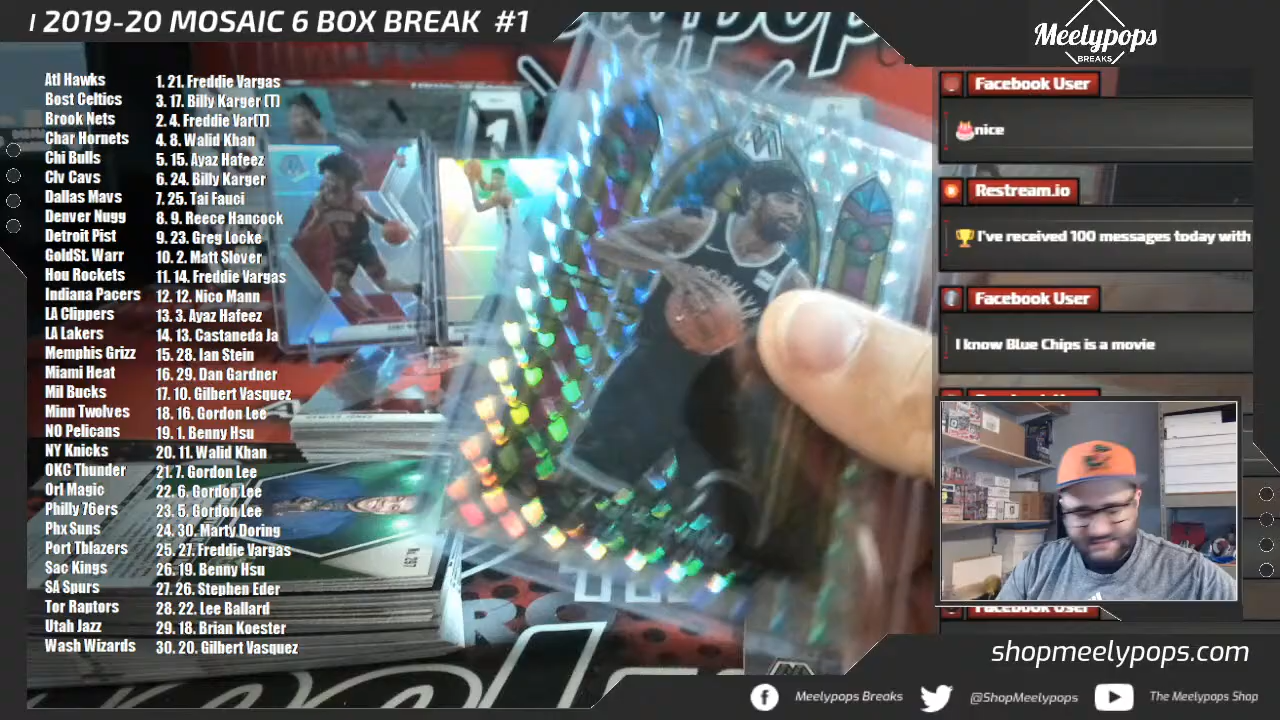 2019-20 MOSAIC 6 BOX BREAK #1
Meelypops
BREAKS
Atl Hawks 1. 21. Freddie Vargas
Bost Celtics 3. 17. Billy Karger (T)
Brook Nets 2. 4. Freddie Var(T)
Char Hornets 4. 8. Walid Khan
Chi Bulls 5. 15. Ayaz Hafeez
Clv Cavs 6. 24. Billy Karger
Dallas Mavs 7. 25. Tai Fauci
Denver Nugg 8. 9. Reece Hancock
Detroit Pist 9. 23. Greg Locke
GoldSt. Warr 10. 2. Matt Slover
Hou Rockets 11. 14. Freddie Vargas
Indiana Pacers 12. 12. Nico Mann
LA Clippers 13. 3. Ayaz Hafeez
LA Lakers 14. 13. Castaneda Ja
Memphis Grizz 15. 28. Ian Stein
Miami Heat 16. 29. Dan Gardner
Mil Bucks 17. 10. Gilbert Vasquez
Minn Twolves 18. 16. Gordon Lee
NO Pelicans 19. 1. Benny Hsu
NY Knicks 20. 11. Walid Khan
OKC Thunder 21. 7. Gordon Lee
Orl Magic 22. 6. Gordon Lee
Philly 76ers 23. 5. Gordon Lee
Phx Suns 24. 30. Marty Doring
Port Tblazers 25. 27. Freddie Vargas
Sac Kings 26. 19. Benny Hsu
SA Spurs 27. 26. Stephen Eder
Tor Raptors 28. 22. Lee Ballard
Utah Jazz 29. 18. Brian Koester
Wash Wizards 30. 20. Gilbert Vasquez
Facebook User
nice
Restream.io
I've received 100 messages today with
Facebook User
I know Blue Chips is a movie
Facebook User
shopmeelypops.com
Meelypops Breaks
@ShopMeelypops
The Meelypops Shop